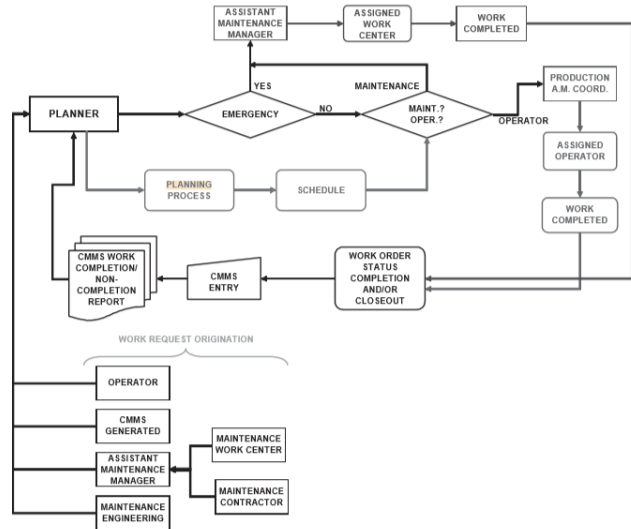 ASSISTANT
MAINTENANCE
MANAGER
ASSIGNED
WORK
CENTER
WORK
COMPLETED
YES
MAINTENANCE
PLANNER
EMERGENCY
NO
MAINT.?
OPER.?
OPERATOR
PRODUCTION
A.M. COORD.
ASSIGNED
OPERATOR
PLANNING
PROCESS
SCHEDULE
WORK
COMPLETED
CMMS WORK
COMPLETION/
NON-
COMPLETION
REPORT
CMMS
ENTRY
WORK ORDER
STATUS
COMPLETION
AND/OR
CLOSEOUT
WORK REQUEST ORIGINATION
OPERATOR
CMMS
GENERATED
ASSISTANT
MAINTENANCE
MANAGER
MAINTENANCE
WORK CENTER
MAINTENANCE
CONTRACTOR
MAINTENANCE
ENGINEERING